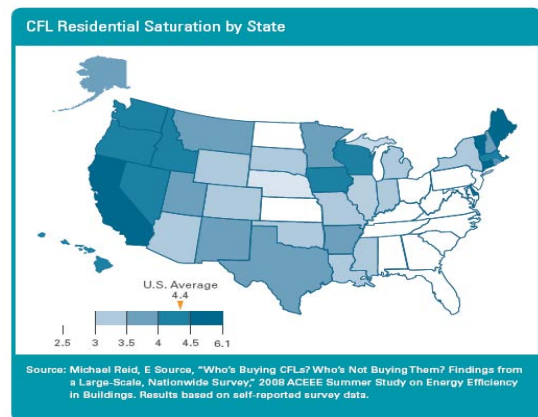 CFL Residential Saturation by State
U.S. Average
4.4
2.5 3 3.5 4 4.5 6.1
Source: Michael Reid, E Source, “Who’s Buying CFLs? Who’s Not Buying Them? Findings from
a Large-Scale, Nationwide Survey,” 2008 ACEEE Summer Study on Energy Efficiency
in Buildings. Results based on self-reported survey data.